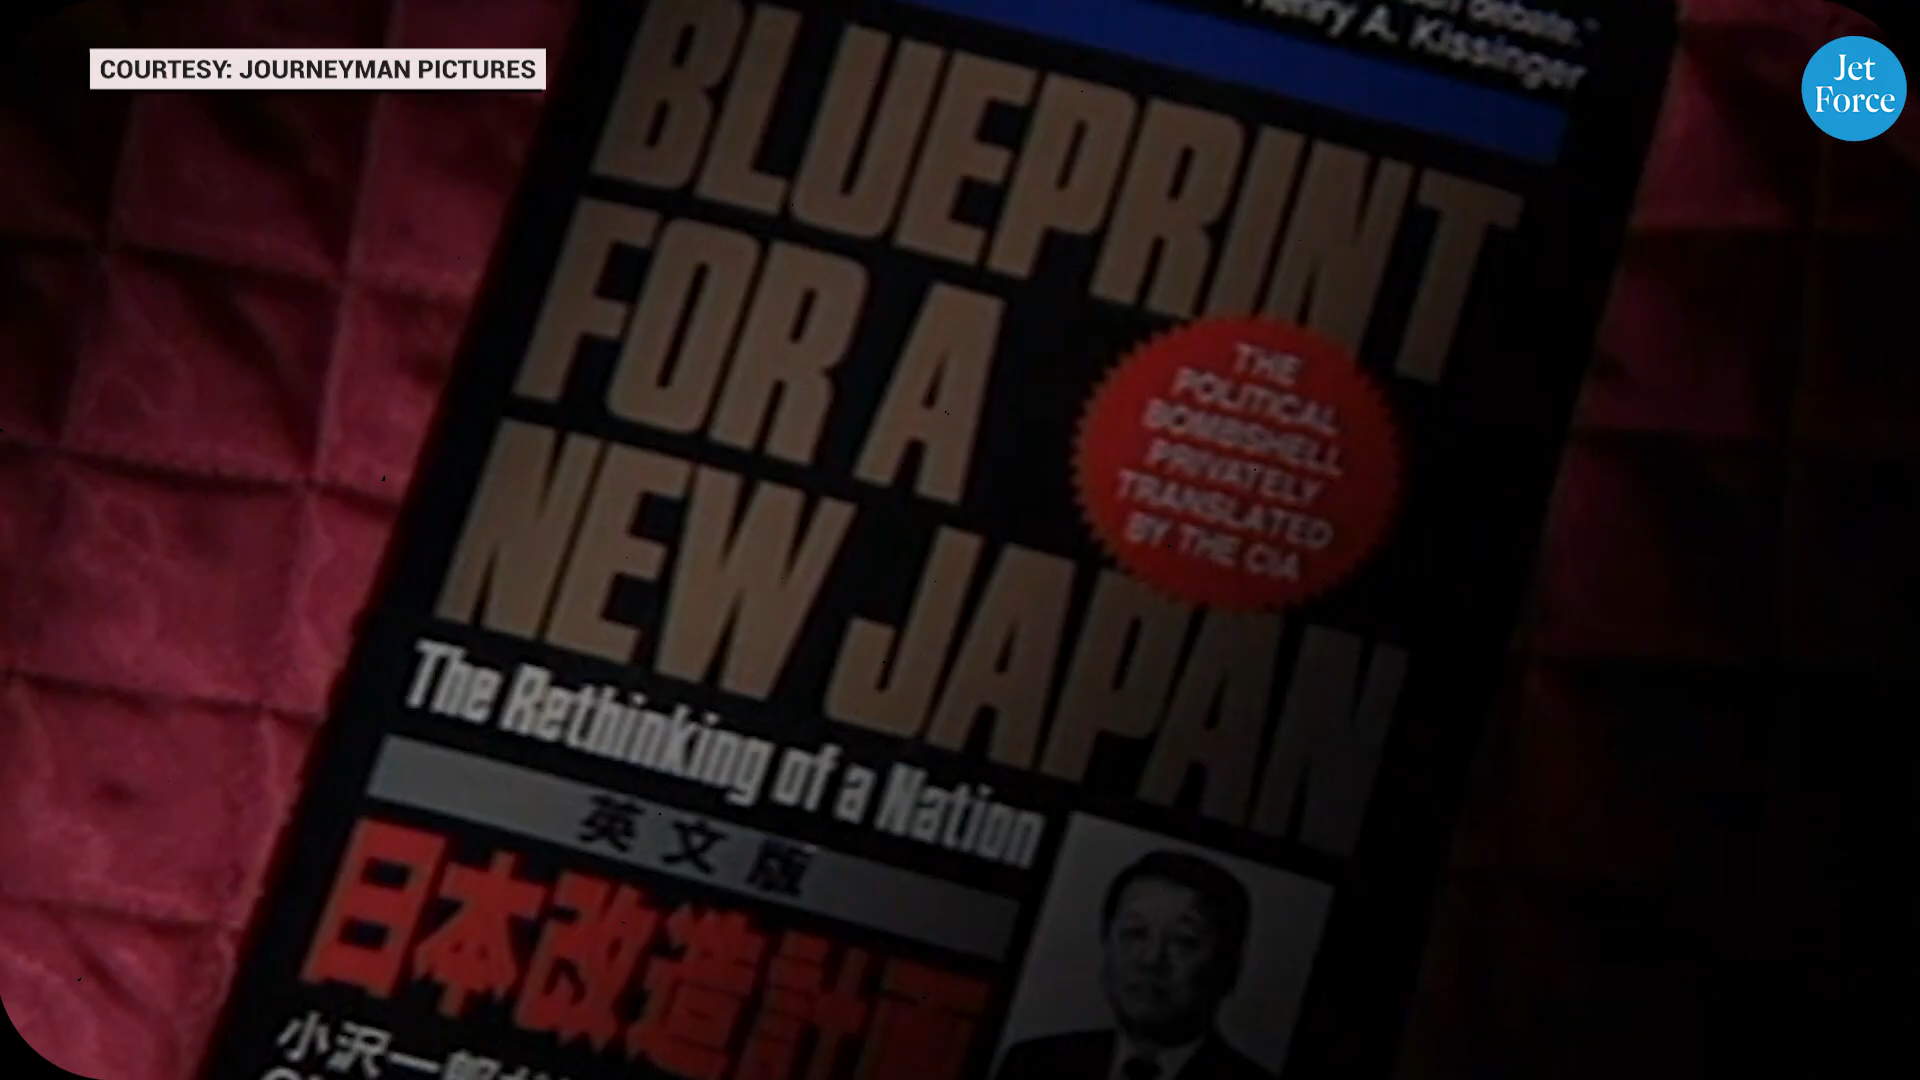 COURTESY: JOURNEYMAN PICTURES
Jet
Force
debate."
Henry A. Kissinger
BLUEPRINT
FOR A
NEW JAPAN
THE
POLITICAL
BOMBSHELL
PRIVATELY
TRANSLATED
BY THE CIA
The Rethinking of a Nation
英文版
日本改造計画
小沢一郎